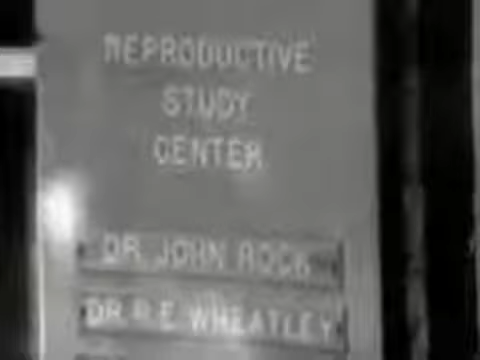 REPRODUCTIVE
STUDY
CENTER
DR. JOHN ROCK
DR. R. E. WHEATLEY